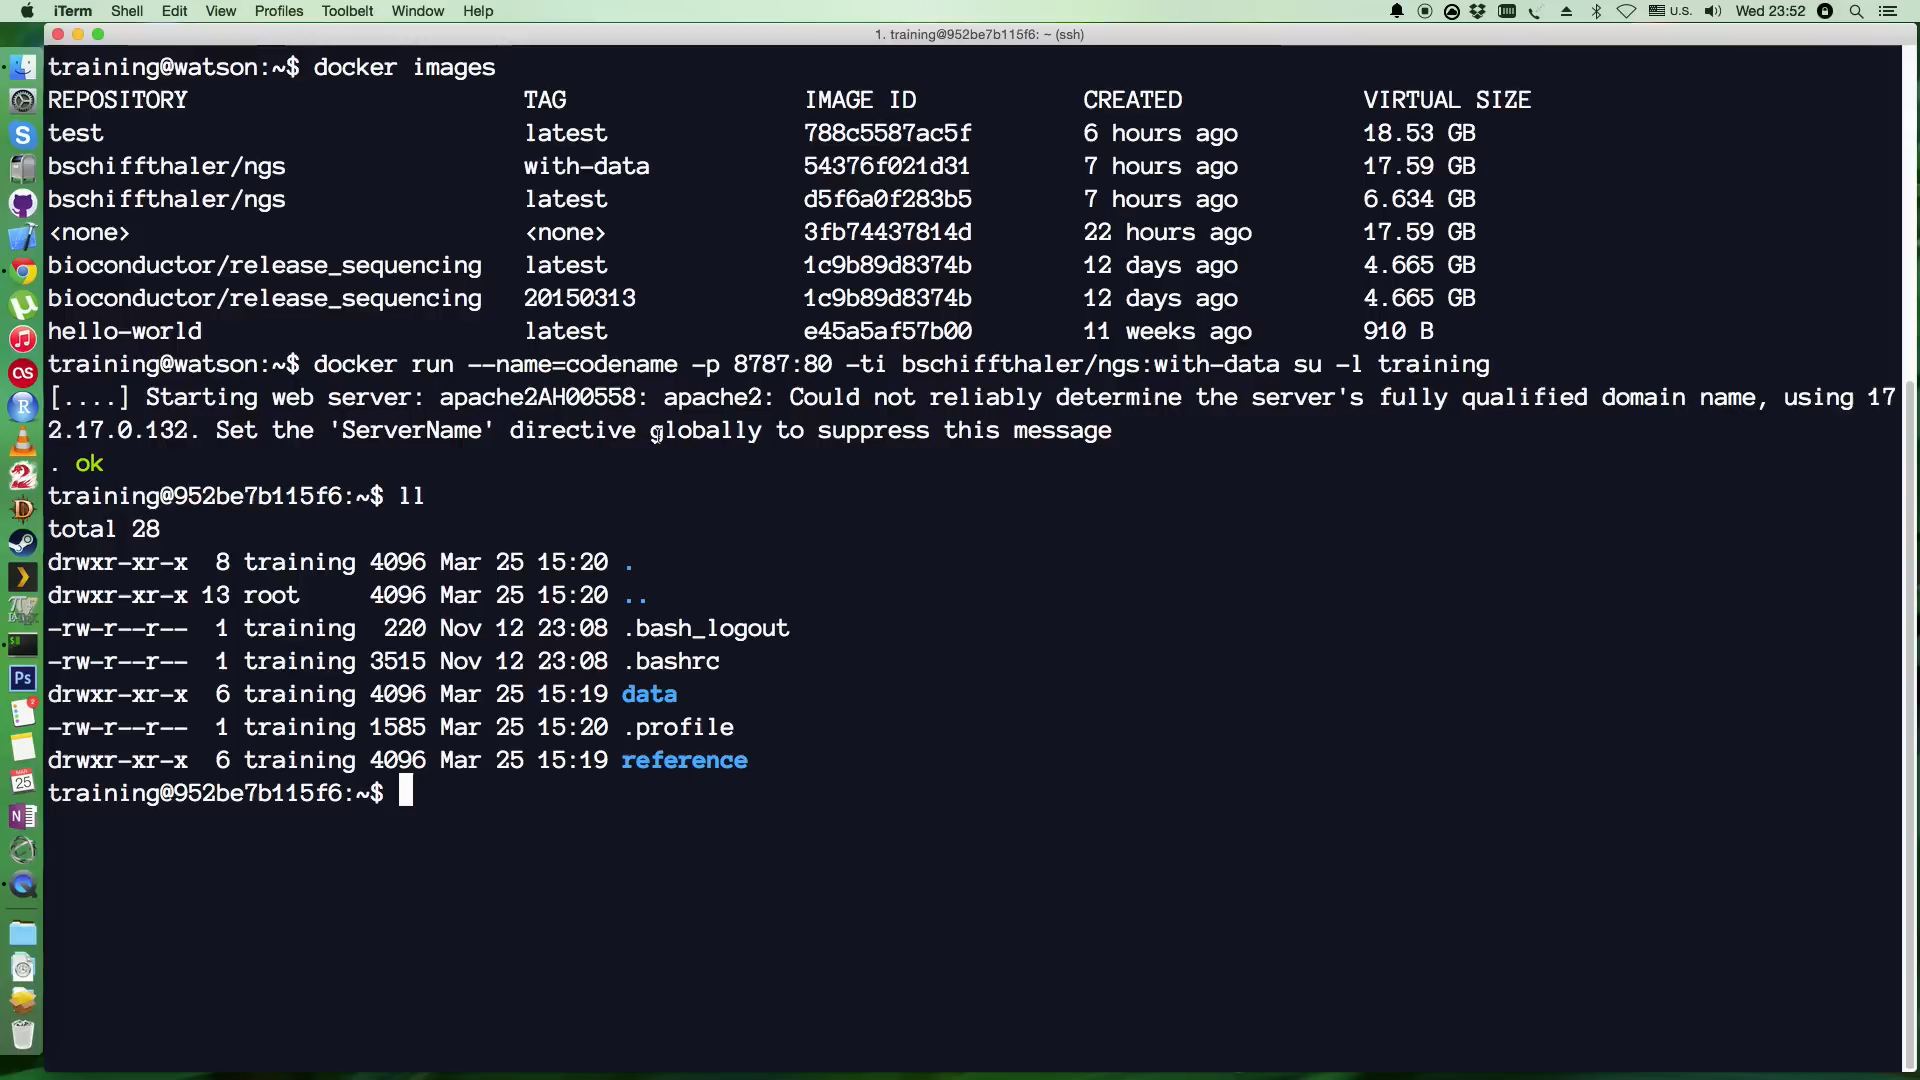 iTerm Shell Edit View Profiles Toolbelt Window Help U.S. Wed 23:52
1. training@952be7b115f6: ~ (ssh)
training@watson:~$ docker images
REPOSITORY TAG IMAGE ID CREATED VIRTUAL SIZE
test latest 788c5587ac5f 6 hours ago 18.53 GB
bschiffthaler/ngs with-data 54376f021d31 7 hours ago 17.59 GB
bschiffthaler/ngs latest d5f6a0f283b5 7 hours ago 6.634 GB
<none> <none> 3fb74437814d 22 hours ago 17.59 GB
bioconductor/release_sequencing latest 1c9b89d8374b 12 days ago 4.665 GB
bioconductor/release_sequencing 20150313 1c9b89d8374b 12 days ago 4.665 GB
hello-world latest e45a5af57b00 11 weeks ago 910 B
training@watson:~$ docker run --name=codename -p 8787:80 -ti bschiffthaler/ngs:with-data su -l training
[....] Starting web server: apache2AH00558: apache2: Could not reliably determine the server's fully qualified domain name, using 17
2.17.0.132. Set the 'ServerName' directive globally to suppress this message
. ok
training@952be7b115f6:~$ ll
total 28
drwxr-xr-x 8 training 4096 Mar 25 15:20 .
drwxr-xr-x 13 root 4096 Mar 25 15:20 ..
-rw-r--r-- 1 training 220 Nov 12 23:08 .bash_logout
-rw-r--r-- 1 training 3515 Nov 12 23:08 .bashrc
drwxr-xr-x 6 training 4096 Mar 25 15:19 data
-rw-r--r-- 1 training 1585 Mar 25 15:20 .profile
drwxr-xr-x 6 training 4096 Mar 25 15:19 reference
training@952be7b115f6:~$